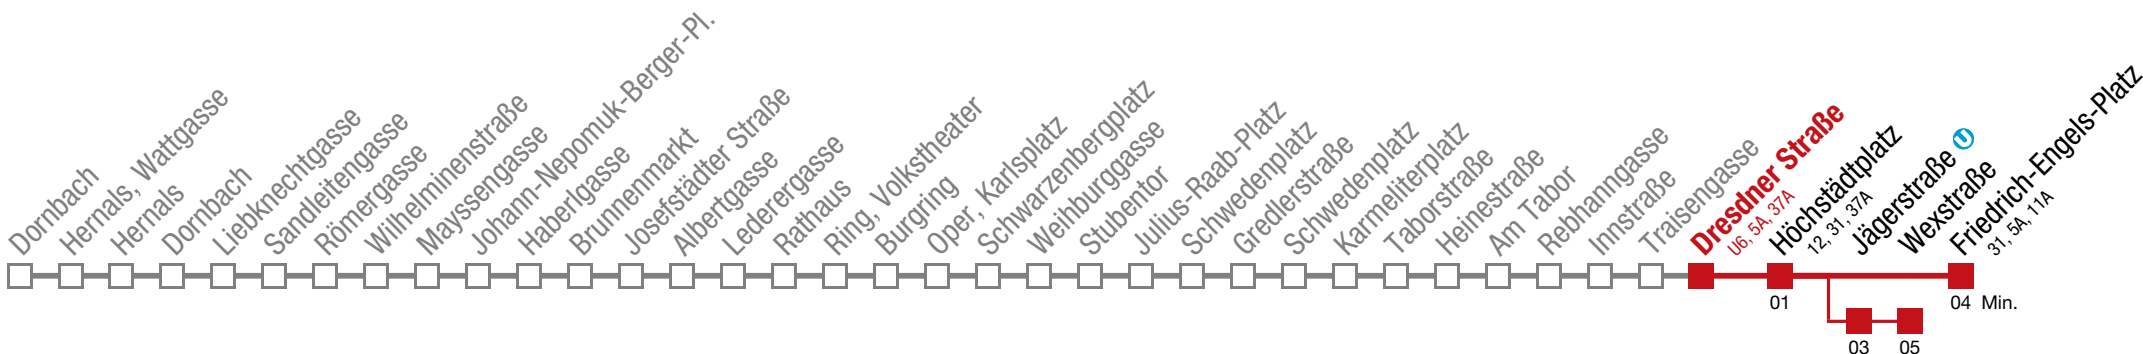 Dornbach
Hernals, Wattgasse
Hernals
Dornbach
Liebknechtgasse
Sandleitengasse
Römergasse
Wilhelminenstraße
Mayssengasse
Johann-Nepomuk-Berger-Pl.
Haberlgasse
Brunnenmarkt
Josefstädter Straße
Albertgasse
Lederergasse
Rathaus
Ring, Volkstheater
Burgring
Oper, Karlsplatz
Schwarzenbergplatz
Weihburggasse
Stubentor
Julius-Raab-Platz
Schwedenplatz
Gredlerstraße
Schwedenplatz
Karmeliterplatz
Taborstraße
Heinestraße
Am Tabor
Rebhanngasse
Innstraße
Traisengasse
Dresdner Straße
U6, 5A, 37A
Höchstädtplatz
12, 31, 37A
Jägerstraße U
Wexstraße
Friedrich-Engels-Platz
31, 5A, 11A
01
04 Min.
03
05